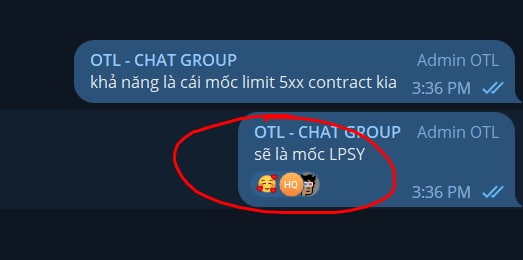 OTL - CHAT GROUP Admin OTL
khả năng là cái mốc limit 5xx contract kia 3:36 PM
OTL - CHAT GROUP Admin OTL
sẽ là mốc LPSY
HQ 3:36 PM